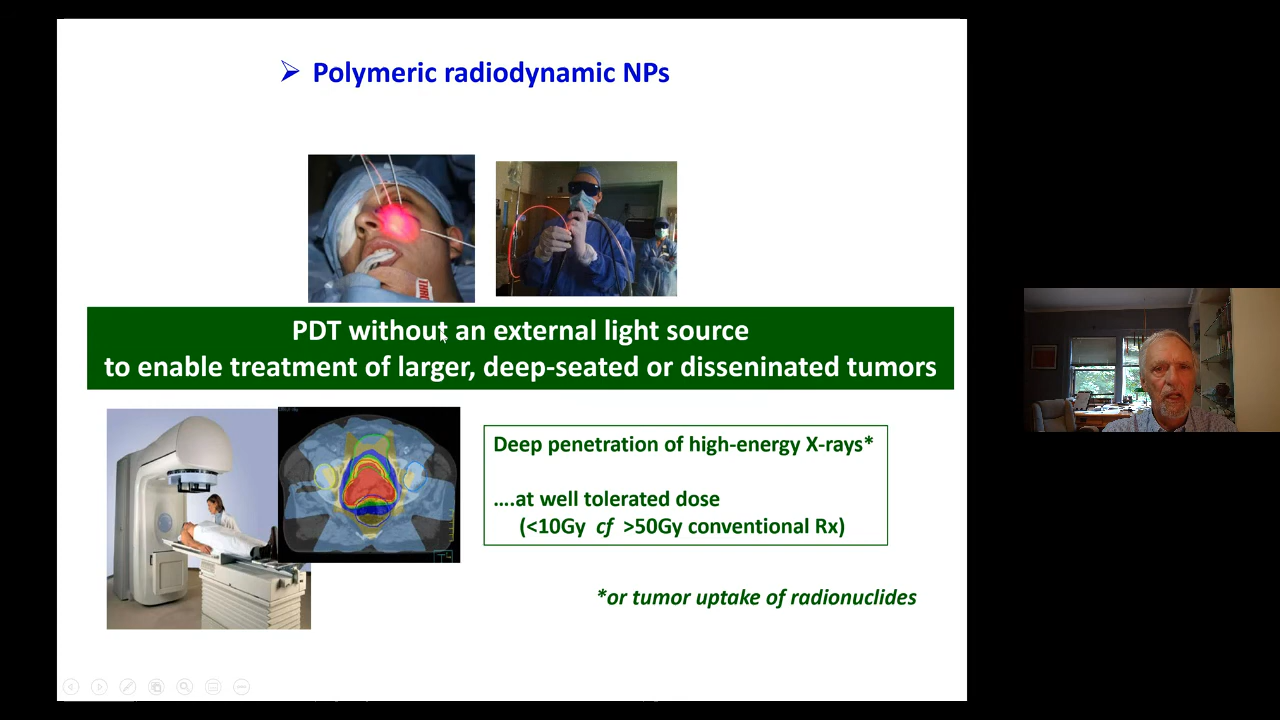 Polymeric radiodynamic NPs
PDT without an external light source
to enable treatment of larger, deep-seated or disseninated tumors
Deep penetration of high-energy X-rays*
....at well tolerated dose
(<10Gy cf >50Gy conventional Rx)
*or tumor uptake of radionuclides